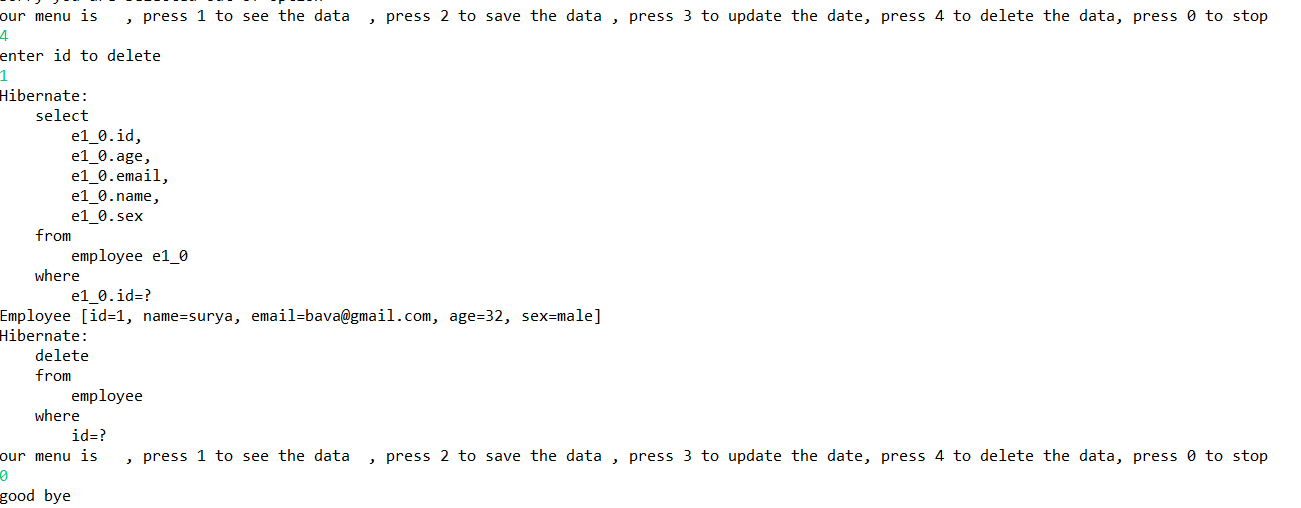 our menu is   , press 1 to see the data  , press 2 to save the data , press 3 to update the date, press 4 to delete the data, press 0 to stop
4
enter id to delete
1
Hibernate:
    select
        e1_0.id,
        e1_0.age,
        e1_0.email,
        e1_0.name,
        e1_0.sex
    from
        employee e1_0
    where
        e1_0.id=?
Employee [id=1, name=surya, email=bava@gmail.com, age=32, sex=male]
Hibernate:
    delete
    from
        employee
    where
        id=?
our menu is   , press 1 to see the data  , press 2 to save the data , press 3 to update the date, press 4 to delete the data, press 0 to stop
0
good bye